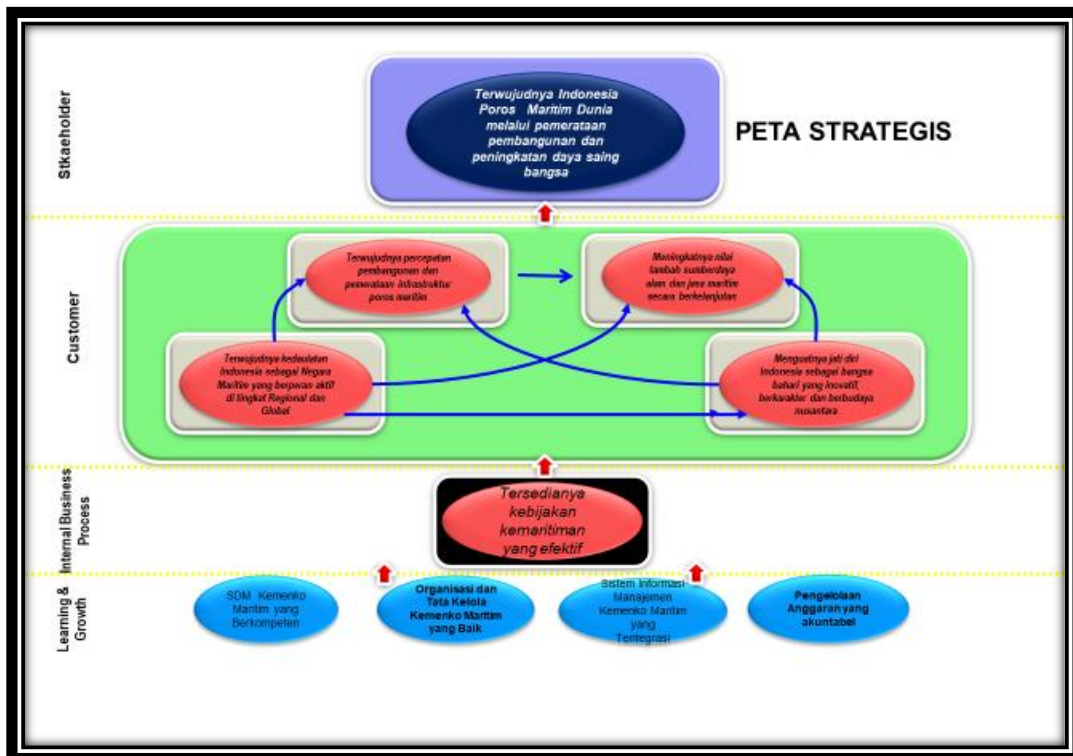 Stkaeholder
Terwujudnya Indonesia
Poros Maritim Dunia
melalui pemerataan
pembangunan dan
peningkatan daya saing
bangsa
PETA STRATEGIS
Customer
Terwujudnya percepatan
pembangunan dan
pemerataan infrastruktur
poros maritim
Meningkatnya nilai
tambah sumberdaya
alam dan jasa maritim
secara berkelanjutan
Terwujudnya kedaulatan
Indonesia sebagai Negara
Maritim yang berperan aktif
di tingkat Regional dan
Global
Menguatnya jati diri
Indonesia sebagai bangsa
bahari yang inovatif,
berkarakter dan berbudaya
nusantara
Internal Business
Process
Tersedianya
kebijakan
kemaritiman
yang efektif
Learning &
Growth
SDM Kemenko
Maritim yang
Berkompeten
Organisasi dan
Tata Kelola
Kemenko Maritim
yang Baik
Sistem Informasi
Manajemen
Kemenko Maritim
yang
Terintegrasi
Pengelolaan
Anggaran yang
akuntabel